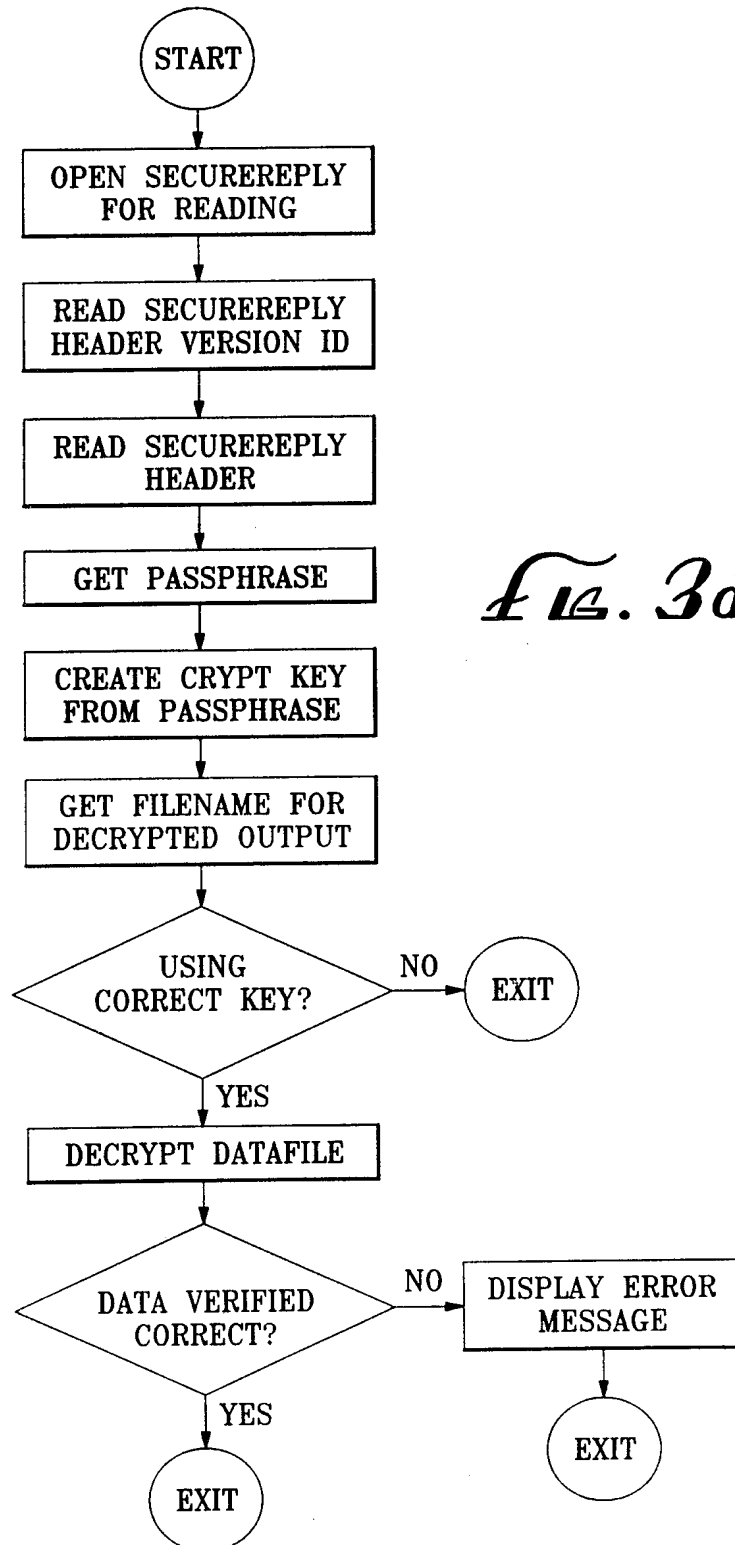 START
OPEN SECUREREPLY
FOR READING
READ SECUREREPLY
HEADER VERSION ID
READ SECUREREPLY
HEADER
GET PASSPHRASE
FIG. 3a
CREATE CRYPT KEY
FROM PASSPHRASE
GET FILENAME FOR
DECRYPTED OUTPUT
USING
CORRECT KEY?
NO
EXIT
YES
DECRYPT DATAFILE
DATA VERIFIED
CORRECT?
NO
DISPLAY ERROR
MESSAGE
YES
EXIT
EXIT